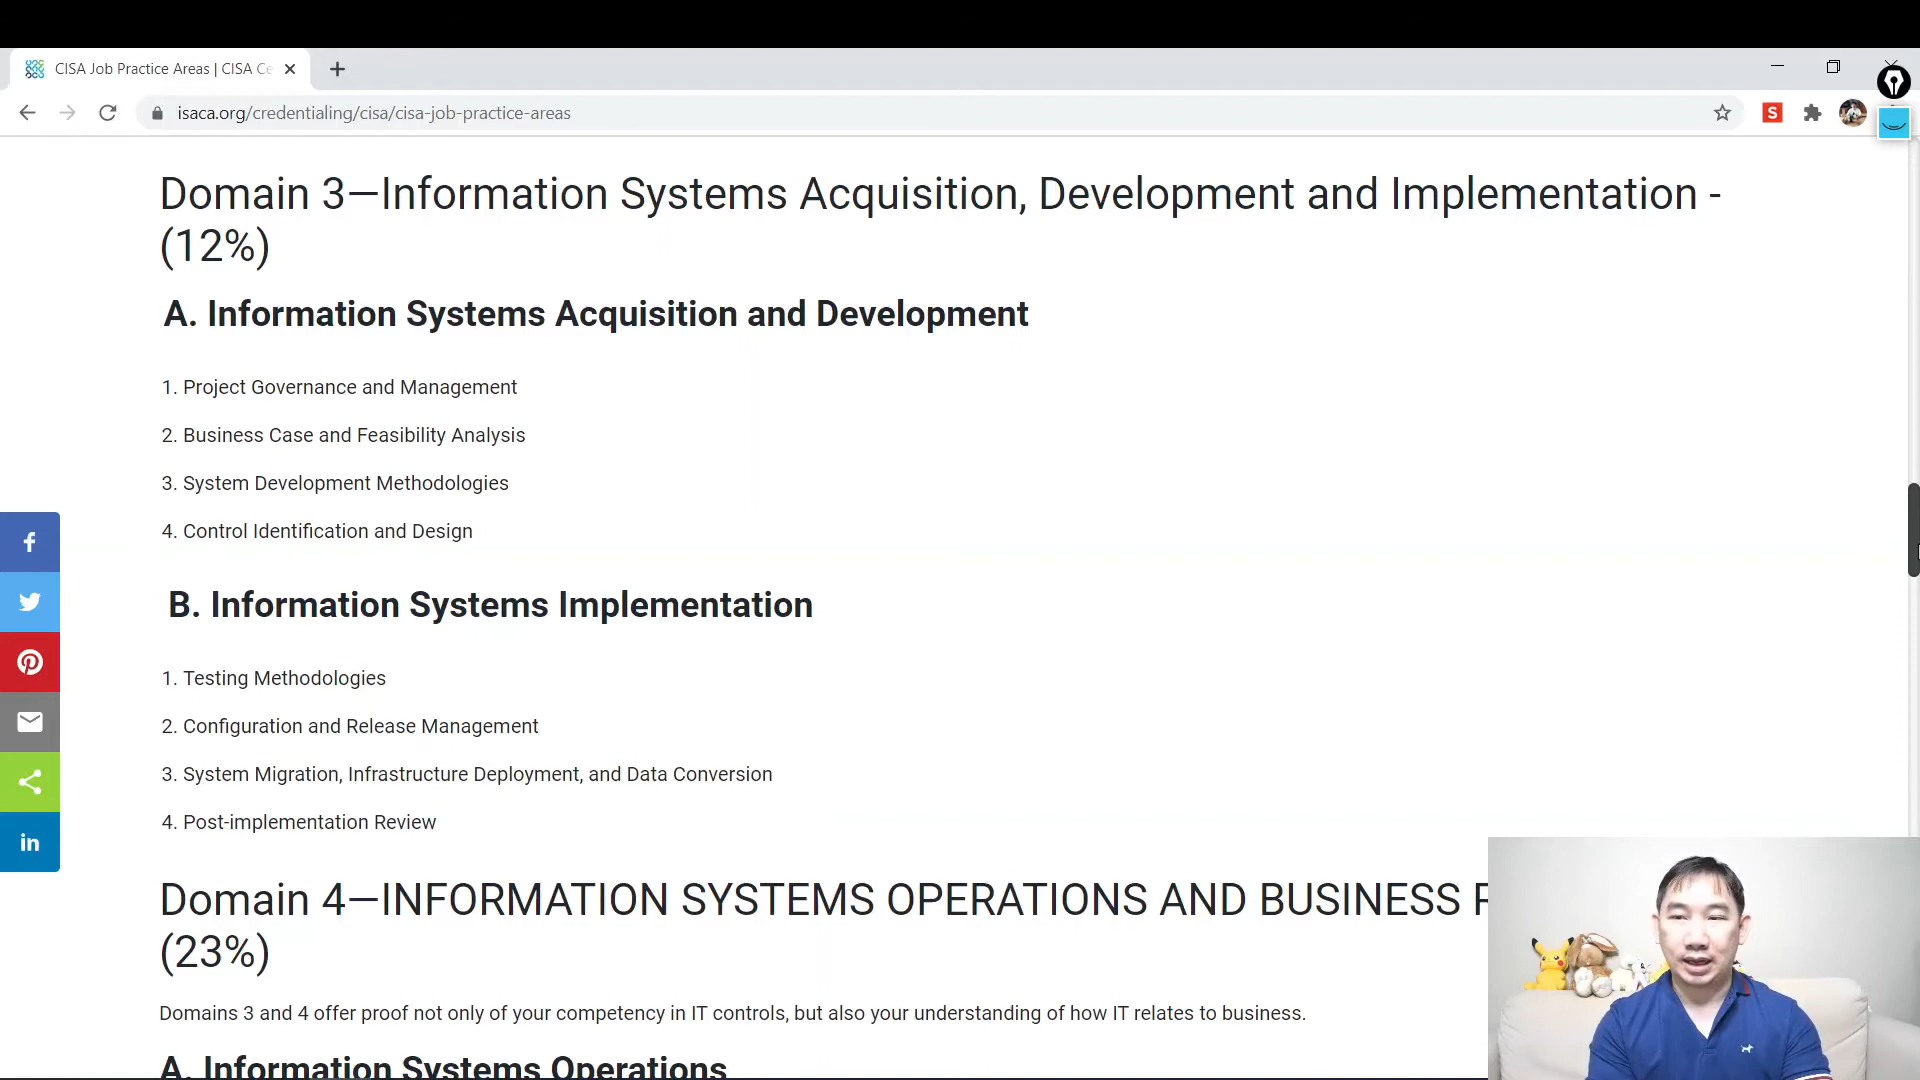 CISA Job Practice Areas | CISA Ce
isaca.org/credentialing/cisa/cisa-job-practice-areas
S
Domain 3—Information Systems Acquisition, Development and Implementation -
(12%)
A. Information Systems Acquisition and Development
1. Project Governance and Management
2. Business Case and Feasibility Analysis
3. System Development Methodologies
4. Control Identification and Design
f
B. Information Systems Implementation
1. Testing Methodologies
2. Configuration and Release Management
3. System Migration, Infrastructure Deployment, and Data Conversion
4. Post-implementation Review
in
Domain 4—INFORMATION SYSTEMS OPERATIONS AND BUSINESS R
(23%)
Domains 3 and 4 offer proof not only of your competency in IT controls, but also your understanding of how IT relates to business.
A. Information Systems Operations